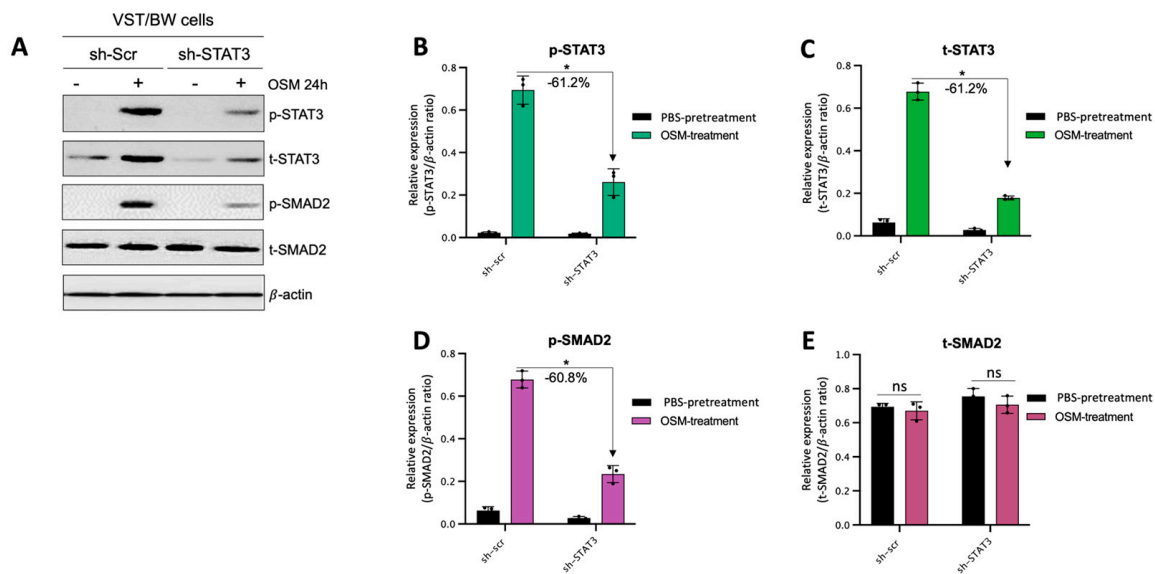 A
VST/BW cells
sh-Scr sh-STAT3
- + - + OSM 24h
p-STAT3
t-STAT3
p-SMAD2
t-SMAD2
β-actin
B
p-STAT3
Relative expression
(p-STAT3/β-actin ratio)
0.8
0.6
0.4
0.2
0.0
*
-61.2%
PBS-pretreatment
OSM-treatment
sh-scr
sh-STAT3
C
t-STAT3
Relative expression
(t-STAT3/β-actin ratio)
0.8
0.6
0.4
0.2
0.0
*
-61.2%
PBS-pretreatment
OSM-treatment
sh-scr
sh-STAT3
D
p-SMAD2
Relative expression
(p-SMAD2/β-actin ratio)
0.8
0.6
0.4
0.2
0.0
*
-60.8%
PBS-pretreatment
OSM-treatment
sh-scr
sh-STAT3
E
t-SMAD2
Relative expression
(t-SMAD2/β-actin ratio)
1.0
0.8
0.6
0.4
0.2
0.0
ns
ns
PBS-pretreatment
OSM-treatment
sh-scr
sh-STAT3